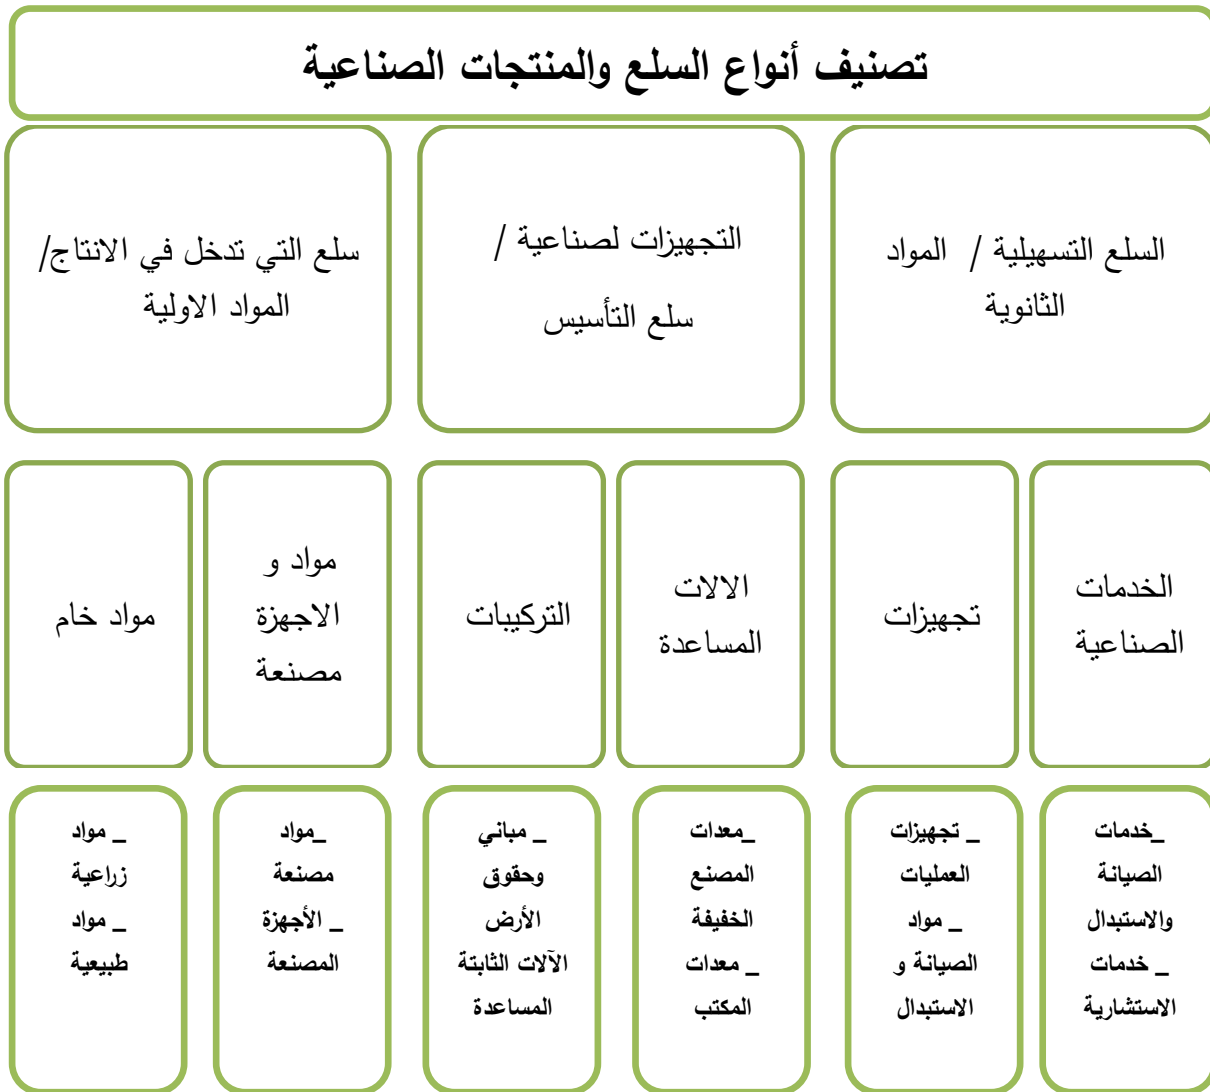 تصنيف أنواع السلع والمنتجات الصناعية
السلع التسهيلية / المواد
الثانوية
التجهيزات لصناعية /
سلع التأسيس
سلع التي تدخل في الانتاج/
المواد الاولية
الخدمات
الصناعية
تجهيزات
الالات
المساعدة
التركيبات
مواد و
الاجهزة
مصنعة
مواد خام
_خدمات
الصيانة
والاستبدال
_ خدمات
الاستشارية
_ تجهيزات
العمليات
_ مواد
الصيانة و
الاستبدال
_معدات
المصنع
الخفيفة
_ معدات
المكتب
_ مباني
وحقوق
الأرض
الآلات الثابتة
المساعدة
_مواد
مصنعة
_ الأجهزة
المصنعة
_ مواد
زراعية
_ مواد
طبيعية